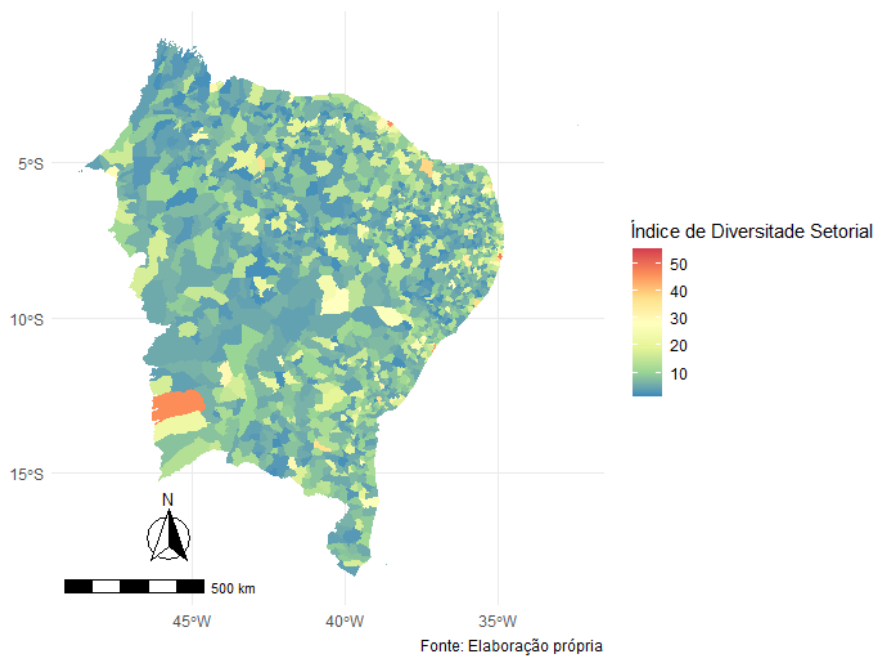 5°S
10°S
15°S
N
500 km
45°W
40°W
35°W
Fonte: Elaboração própria
Índice de Diversitade Setorial
50
40
30
20
10